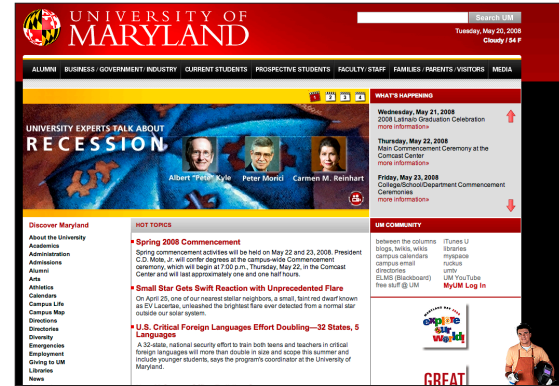 UNIVERSITY OF
MARYLAND
Search UM
Tuesday, May 20, 2008
Cloudy / 54 F
ALUMNI BUSINESS / GOVERNMENT / INDUSTRY CURRENT STUDENTS PROSPECTIVE STUDENTS FACULTY / STAFF FAMILIES / PARENTS / VISITORS MEDIA
1 2 3 4
UNIVERSITY EXPERTS TALK ABOUT
RECESSION
Albert "Pete" Kyle Peter Morici Carmen M. Reinhart
WHAT'S HAPPENING
Wednesday, May 21, 2008
2008 Latina/o Graduation Celebration
more information»
Thursday, May 22, 2008
Main Commencement Ceremony at the
Comcast Center
more information»
Friday, May 23, 2008
College/School/Department Commencement
Ceremonies
more information»
Discover Maryland
About the University
Academics
Administration
Admissions
Alumni
Arts
Athletics
Calendars
Campus Life
Campus Map
Directions
Directories
Diversity
Emergencies
Employment
Giving to UM
Libraries
News
HOT TOPICS
Spring 2008 Commencement
Spring commencement activities will be held on May 22 and 23, 2008. President
C.D. Mote, Jr. will confer degrees at the campus-wide Commencement
ceremony, which will begin at 7:00 p.m., Thursday, May 22, in the Comcast
Center and will last approximately one and one half hours.
Small Star Gets Swift Reaction with Unprecedented Flare
On April 25, one of our nearest stellar neighbors, a small, faint red dwarf known
as EV Lacertae, unleashed the brightest flare ever detected from a normal star
outside our solar system.
U.S. Critical Foreign Languages Effort Doubling—32 States, 5
Languages
A 32-state, national security effort to train both teens and teachers in critical
foreign languages will more than double in size and scope this summer and
include younger students, says the program's coordinator at the University of
Maryland.
UM COMMUNITY
between the columns
blogs, twikis, wikis
campus calendars
campus email
directories
ELMS (Blackboard)
free stuff @ UM
iTunes U
libraries
myspace
ruckus
umtv
UM YouTube
MyUM Log In
MARYLAND DAY 2008
explore
our
world!
GREAT